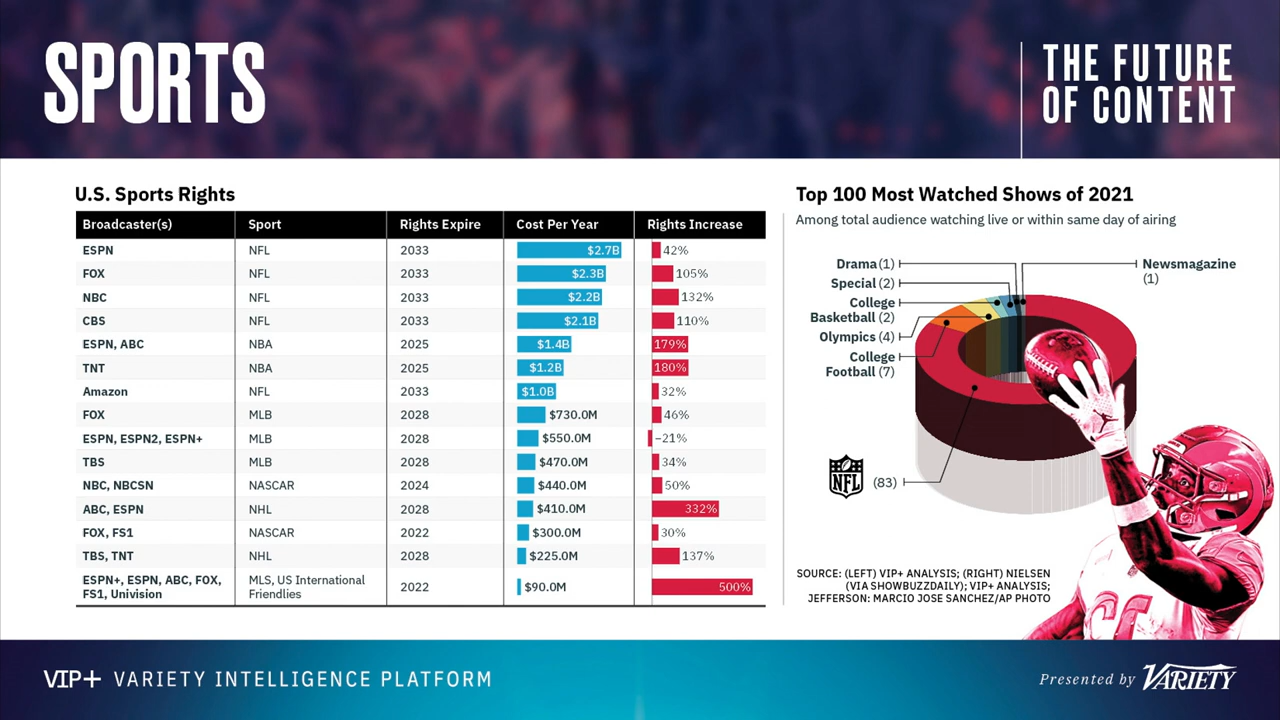 SPORTS
THE FUTURE
OF CONTENT
U.S. Sports Rights
Broadcaster(s) Sport Rights Expire Cost Per Year Rights Increase
ESPN NFL 2033 $2.7B 42%
FOX NFL 2033 $2.3B 105%
NBC NFL 2033 $2.2B 132%
CBS NFL 2033 $2.1B 110%
ESPN, ABC NBA 2025 $1.4B 179%
TNT NBA 2025 $1.2B 180%
Amazon NFL 2033 $1.0B 32%
FOX MLB 2028 $730.0M 46%
ESPN, ESPN2, ESPN+ MLB 2028 $550.0M –21%
TBS MLB 2028 $470.0M 34%
NBC, NBCSN NASCAR 2024 $440.0M 50%
ABC, ESPN NHL 2028 $410.0M 332%
FOX, FS1 NASCAR 2022 $300.0M 30%
TBS, TNT NHL 2028 $225.0M 137%
ESPN+, ESPN, ABC, FOX, MLS, US International
FS1, Univision Friendlies 2022 $90.0M 500%
Top 100 Most Watched Shows of 2021
Among total audience watching live or within same day of airing
Drama (1)
Newsmagazine
(1)
Special (2)
College
Basketball (2)
Olympics (4)
College
Football (7)
NFL (83)
SOURCE: (LEFT) VIP+ ANALYSIS; (RIGHT) NIELSEN
(VIA SHOWBUZZDAILY); VIP+ ANALYSIS;
JEFFERSON: MARCIO JOSE SANCHEZ/AP PHOTO
VIP+ VARIETY INTELLIGENCE PLATFORM
Presented by VARIETY